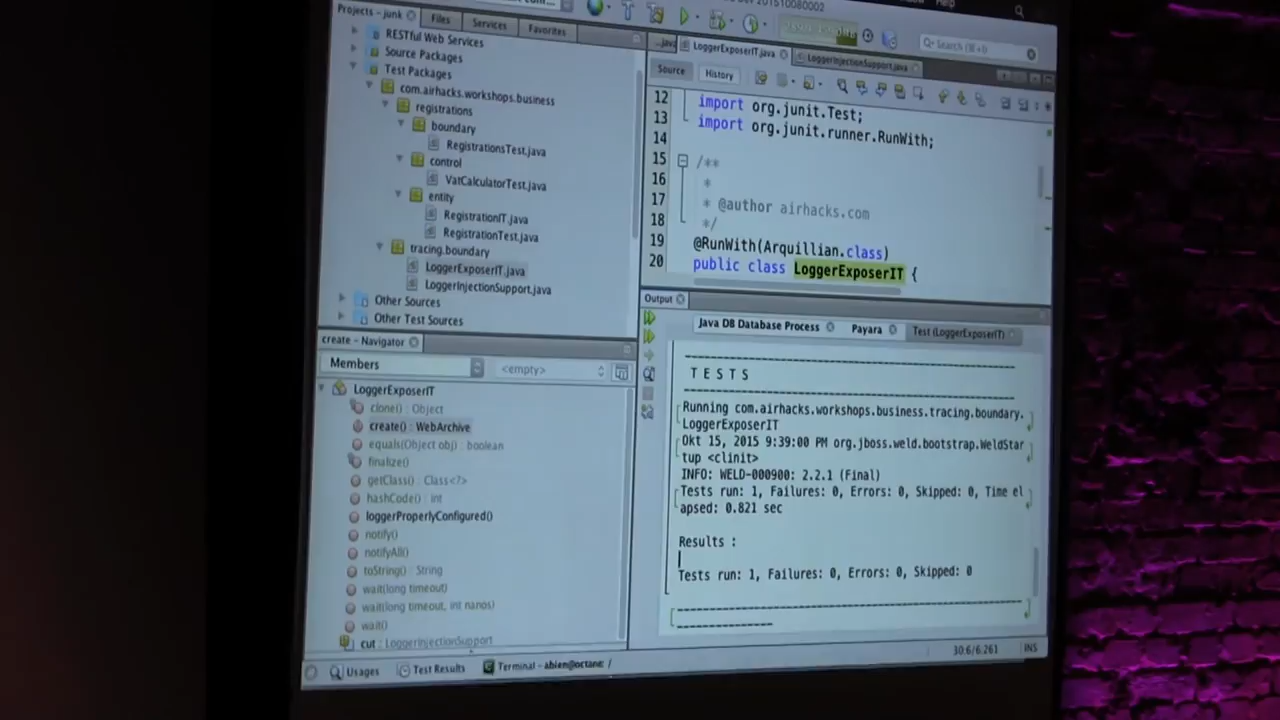 201510080002
Help
Projects - junk
Files
Services
Favorites
RESTful Web Services
Source Packages
Test Packages
com.airhacks.workshops.business
registrations
boundary
RegistrationsTest.java
control
VatCalculatorTest.java
entity
RegistrationIT.java
RegistrationTest.java
tracing.boundary
LoggerExposerIT.java
LoggerInjectionSupport.java
Other Sources
Other Test Sources
create - Navigator
Members
<empty>
LoggerExposerIT
clone() : Object
create() : WebArchive
equals(Object obj) : boolean
finalize()
getClass() : Class<?>
hashCode() : int
loggerProperlyConfigured()
notify()
notifyAll()
toString() : String
wait(long timeout)
wait(long timeout, int nanos)
wait()
cut : LoggerInjectionSupport
Search (⌘+I)
...java
LoggerExposerIT.java
LoggerInjectionSupport.java
Source
History
12 import org.junit.Test;
13 import org.junit.runner.RunWith;
14
15 /**
16 *
17 * @author airhacks.com
18 */
19 @RunWith(Arquillian.class)
20 public class LoggerExposerIT {
Output
Java DB Database Process
Payara
Test (LoggerExposerIT)
T E S T S
Running com.airhacks.workshops.business.tracing.boundary.
LoggerExposerIT
Okt 15, 2015 9:39:00 PM org.jboss.weld.bootstrap.WeldStar
tup <clinit>
INFO: WELD-000900: 2.2.1 (Final)
Tests run: 1, Failures: 0, Errors: 0, Skipped: 0, Time el
apsed: 0.821 sec
Results :
Tests run: 1, Failures: 0, Errors: 0, Skipped: 0
30:6/6:261
INS
Usages
Test Results
Terminal - abien@octane: /